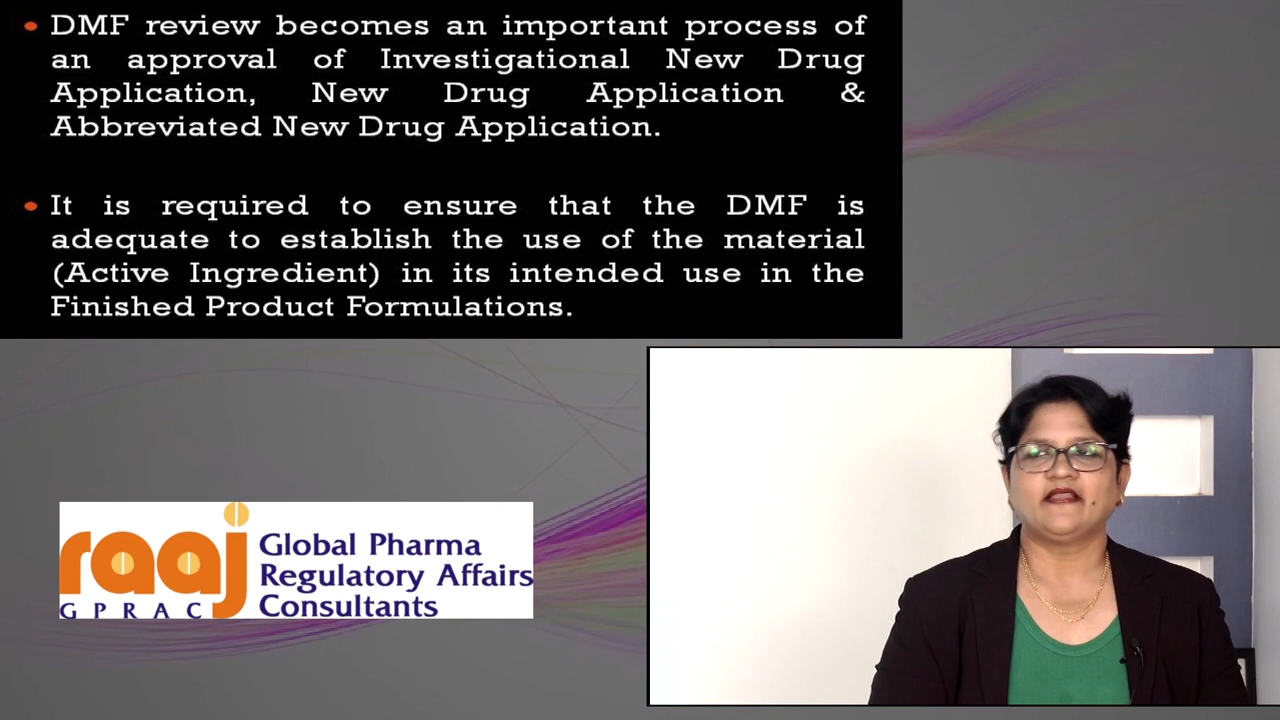 • DMF review becomes an important process of
an approval of Investigational New Drug
Application, New Drug Application &
Abbreviated New Drug Application.
• It is required to ensure that the DMF is
adequate to establish the use of the material
(Active Ingredient) in its intended use in the
Finished Product Formulations.
raaj
GPRAC
Global Pharma
Regulatory Affairs
Consultants